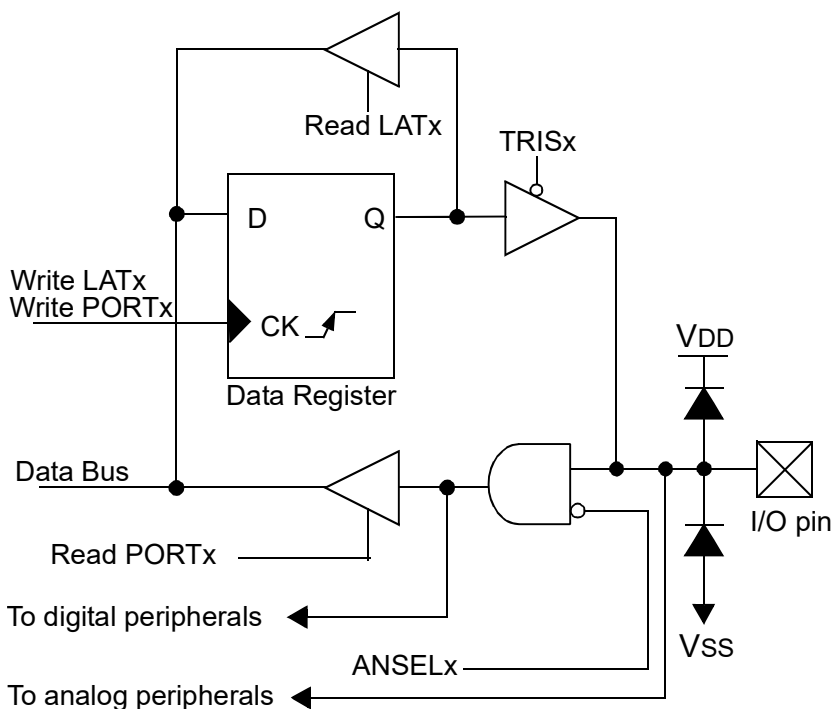 Read LATx
TRISx
D
Q
Write LATx
Write PORTx
CK
VDD
Data Register
Data Bus
I/O pin
Read PORTx
To digital peripherals
VSS
ANSELx
To analog peripherals